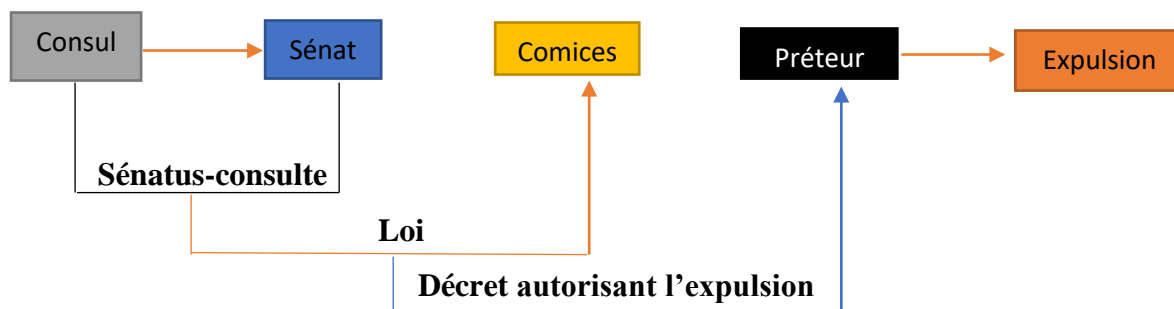 Consul
Sénat
Comices
Préteur
Expulsion
Sénatus-consulte
Loi
Décret autorisant l'expulsion